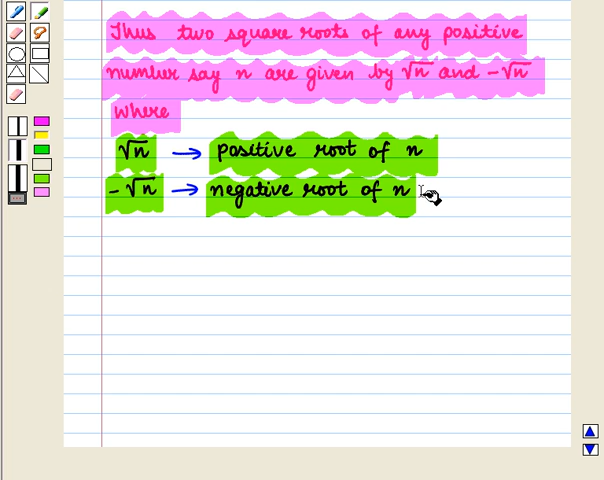 Thus two square roots of any positive
number say n are given by √n and -√n
Where
√n → positive root of n
-√n → negative root of n